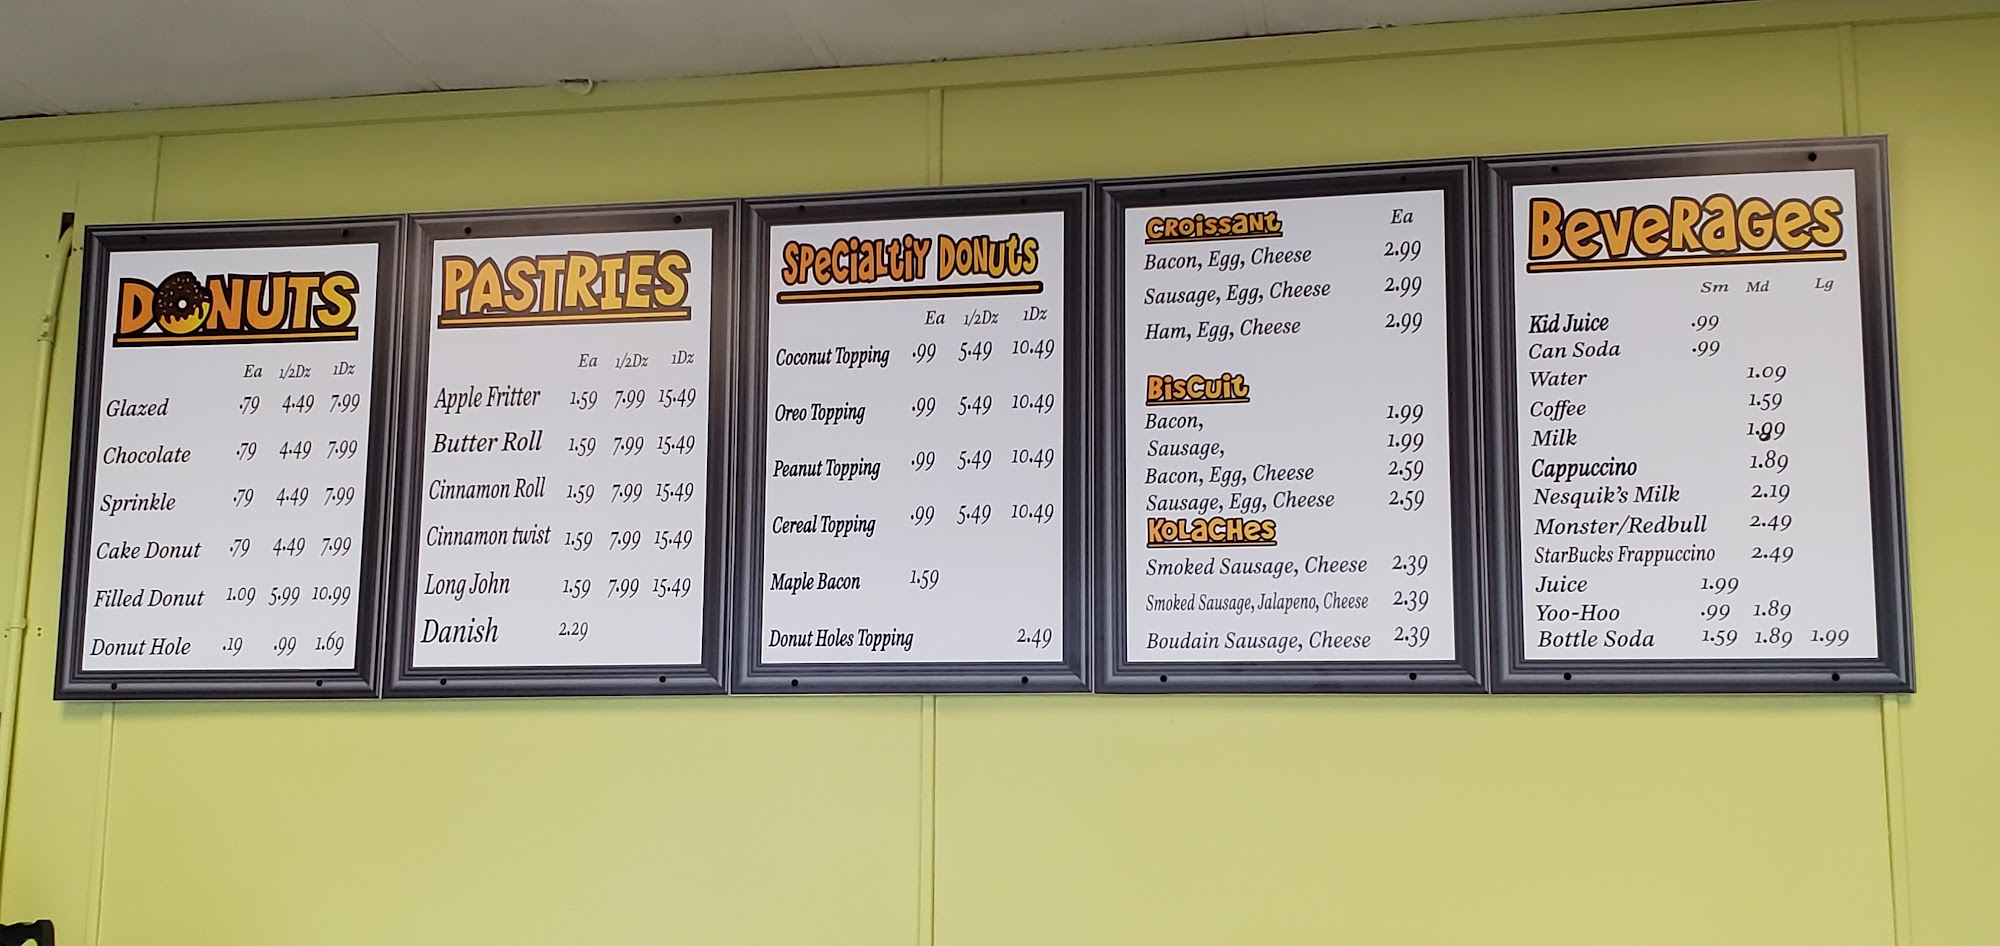 DONUTS
Ea 1/2Dz 1Dz
Glazed .79 4.49 7.99
Chocolate .79 4.49 7.99
Sprinkle .79 4.49 7.99
Cake Donut .79 4.49 7.99
Filled Donut 1.09 5.99 10.99
Donut Hole .19 .99 1.69
PASTRIES
Ea 1/2Dz 1Dz
Apple Fritter 1.59 7.99 15.49
Butter Roll 1.59 7.99 15.49
Cinnamon Roll 1.59 7.99 15.49
Cinnamon twist 1.59 7.99 15.49
Long John 1.59 7.99 15.49
Danish 2.29
SPeCiaLtiY DONUtS
Ea 1/2Dz 1Dz
Coconut Topping .99 5.49 10.49
Oreo Topping .99 5.49 10.49
Peanut Topping .99 5.49 10.49
Cereal Topping .99 5.49 10.49
Maple Bacon 1.59
Donut Holes Topping 2.49
CROissaNt Ea
Bacon, Egg, Cheese 2.99
Sausage, Egg, Cheese 2.99
Ham, Egg, Cheese 2.99
BisCuit
Bacon, 1.99
Sausage, 1.99
Bacon, Egg, Cheese 2.59
Sausage, Egg, Cheese 2.59
KOLaCHes
Smoked Sausage, Cheese 2.39
Smoked Sausage, Jalapeno, Cheese 2.39
Boudain Sausage, Cheese 2.39
BeveRaGes
Sm Md Lg
Kid Juice .99
Can Soda .99
Water 1.09
Coffee 1.59
Milk 1.99
Cappuccino 1.89
Nesquik's Milk 2.19
Monster/Redbull 2.49
StarBucks Frappuccino 2.49
Juice 1.99
Yoo-Hoo .99 1.89
Bottle Soda 1.59 1.89 1.99